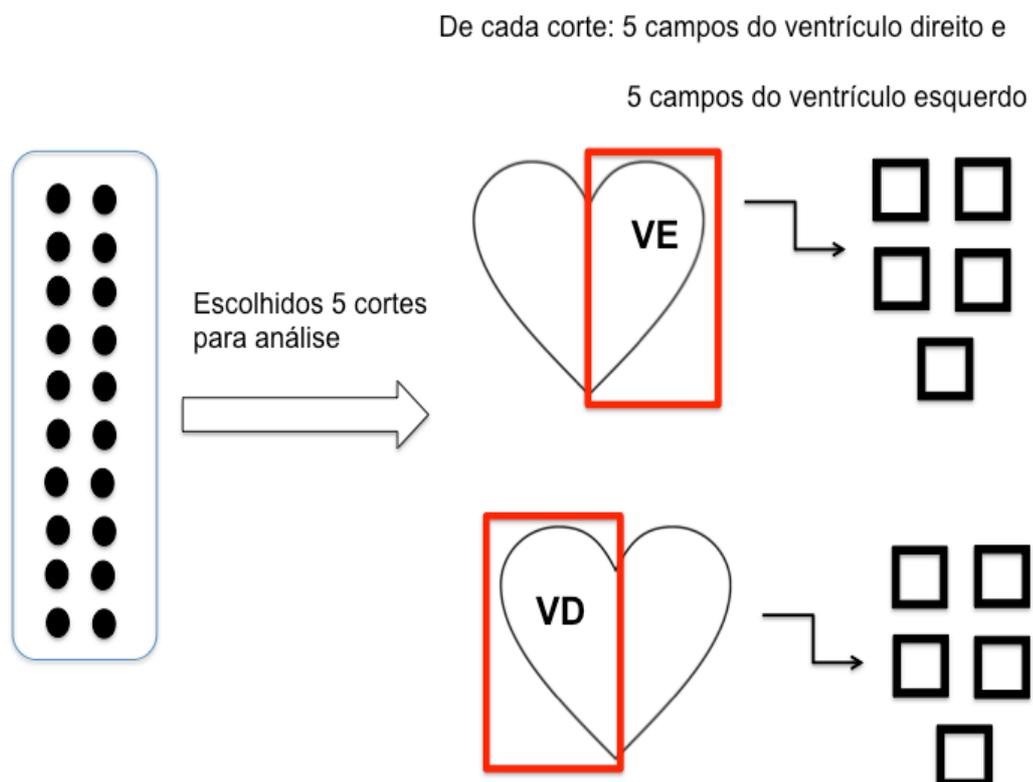 De cada corte: 5 campos do ventrículo direito e
5 campos do ventrículo esquerdo
Escolhidos 5 cortes
para análise
VE
VD